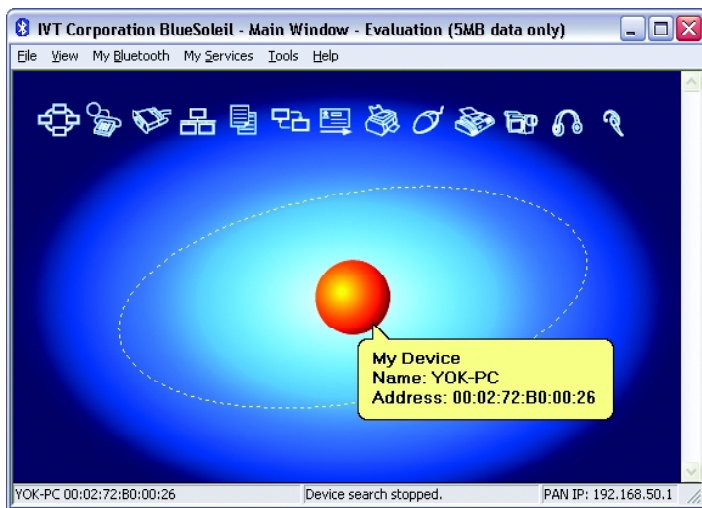 IVT Corporation BlueSoleil - Main Window - Evaluation (5MB data only)
File View My Bluetooth My Services Tools Help
My Device
Name: YOK-PC
Address: 00:02:72:B0:00:26
YOK-PC 00:02:72:B0:00:26 Device search stopped. PAN IP: 192.168.50.1